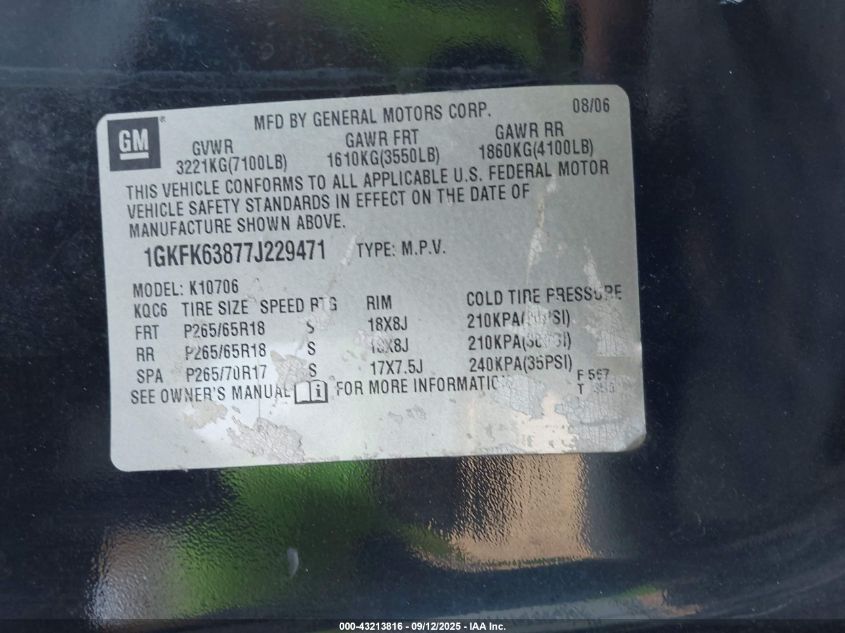 GM
MFD BY GENERAL MOTORS CORP. 08/06
GVWR GAWR FRT GAWR RR
3221KG(7100LB) 1610KG(3550LB) 1860KG(4100LB)
THIS VEHICLE CONFORMS TO ALL APPLICABLE U.S. FEDERAL MOTOR
VEHICLE SAFETY STANDARDS IN EFFECT ON THE DATE OF
MANUFACTURE SHOWN ABOVE.
1GKFK63877J229471 TYPE: M.P.V.
MODEL: K10706
KQC6 TIRE SIZE SPEED RTG RIM COLD TIRE PRESSURE
FRT P265/65R18 S 18X8J
RR P265/65R18 S 18X8J
SPA P265/70R17 S 17X7.5J 240KPA(35PSI)
SEE OWNER'S MANUAL FOR MORE INFORMATION
F 557
T
000-43213816 - 09/12/2025 - IAA Inc.